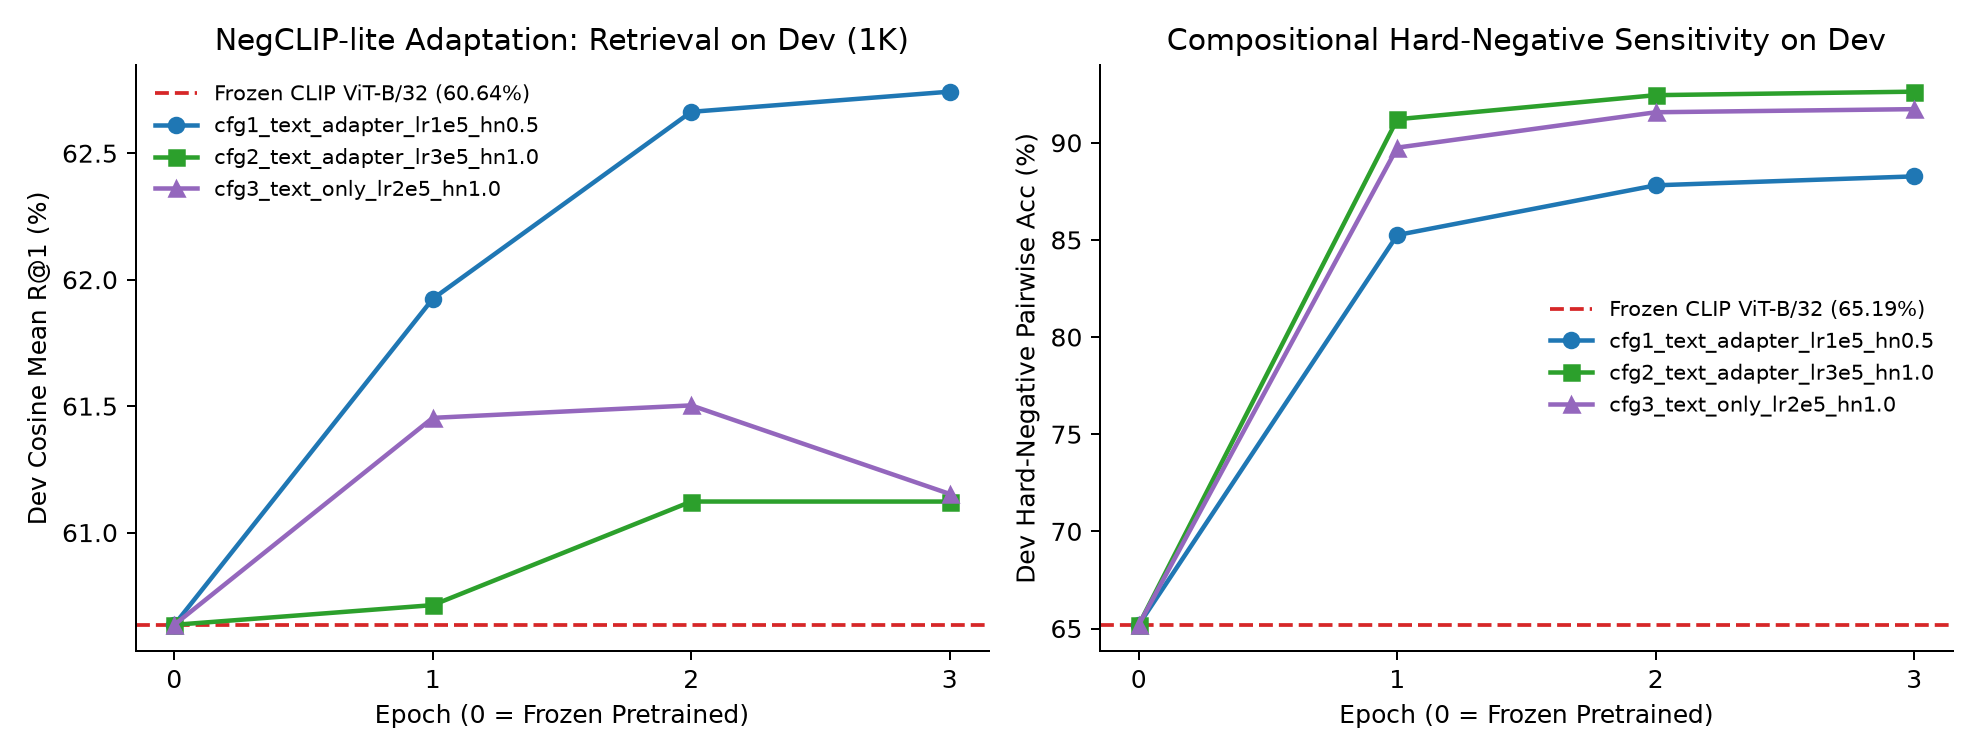 NegCLIP-lite Adaptation: Retrieval on Dev (1K)
Dev Cosine Mean R@1 (%)
62.5
62.0
61.5
61.0
Frozen CLIP ViT-B/32 (60.64%)
cfg1_text_adapter_lr1e5_hn0.5
cfg2_text_adapter_lr3e5_hn1.0
cfg3_text_only_lr2e5_hn1.0
0 1 2 3
Epoch (0 = Frozen Pretrained)
Compositional Hard-Negative Sensitivity on Dev
Dev Hard-Negative Pairwise Acc (%)
90
85
80
75
70
65
Frozen CLIP ViT-B/32 (65.19%)
cfg1_text_adapter_lr1e5_hn0.5
cfg2_text_adapter_lr3e5_hn1.0
cfg3_text_only_lr2e5_hn1.0
0 1 2 3
Epoch (0 = Frozen Pretrained)